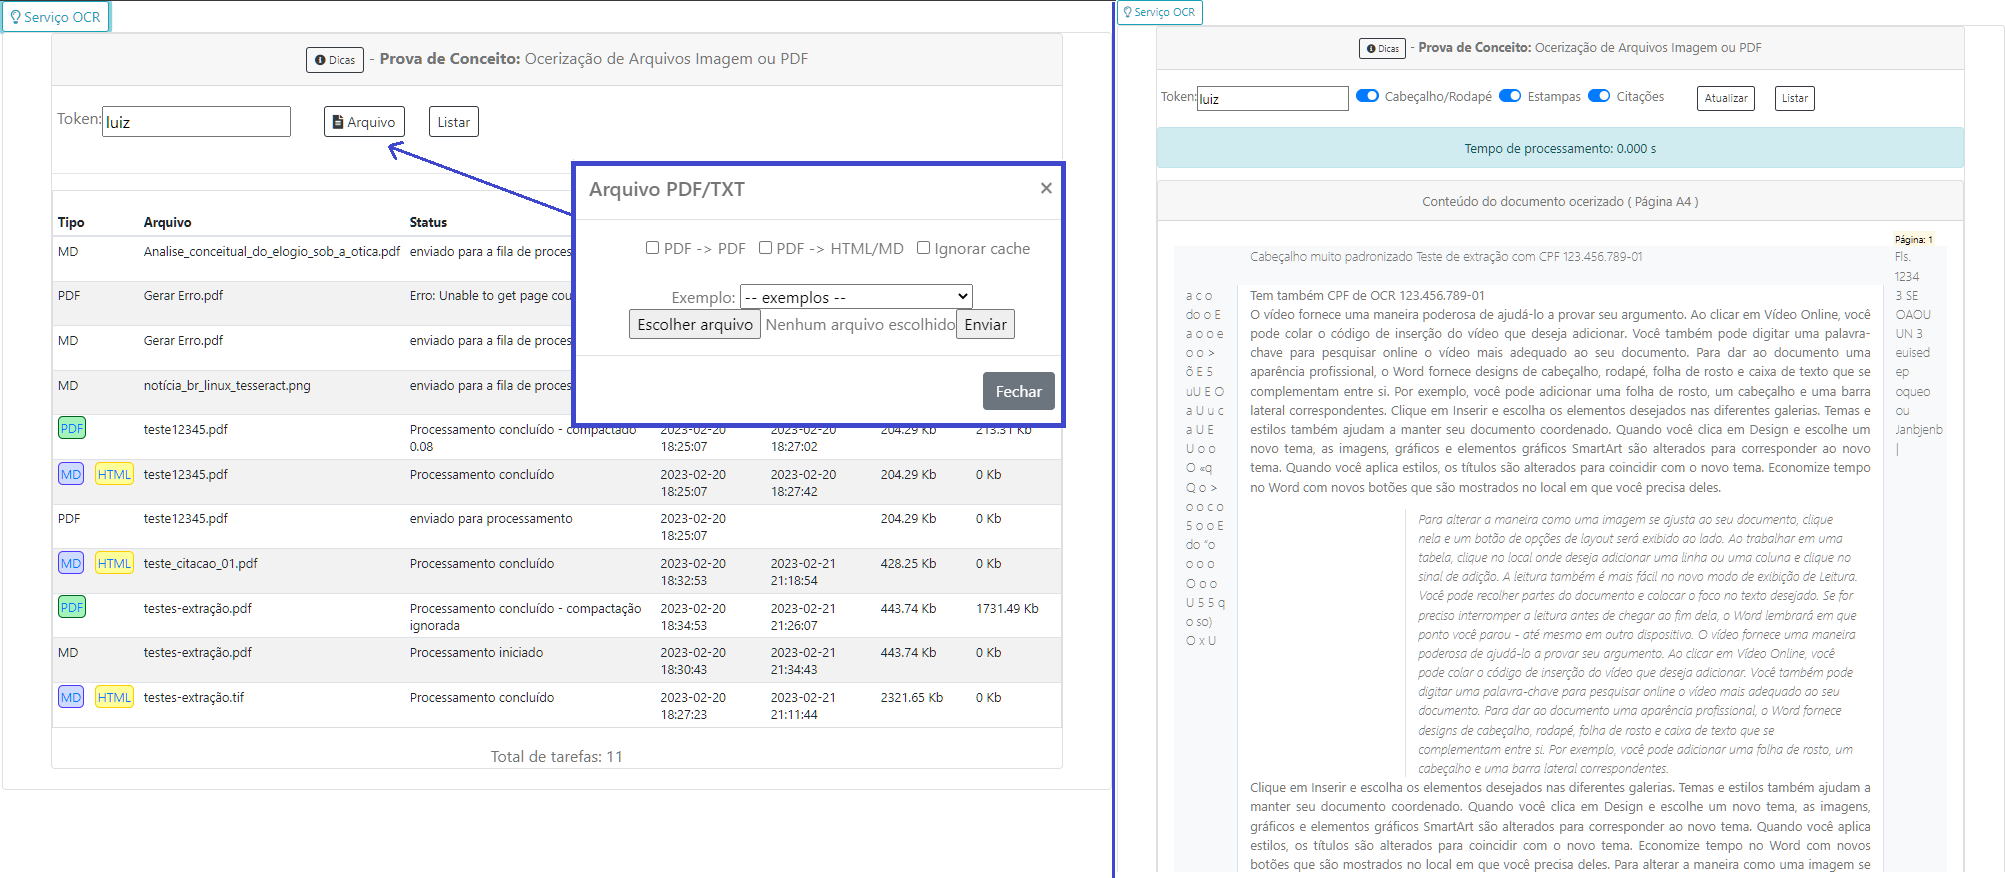 Serviço OCR
Dicas - Prova de Conceito: Ocerização de Arquivos Imagem ou PDF
Token: luiz Arquivo Listar
Arquivo PDF/TXT ×
PDF -> PDF PDF -> HTML/MD Ignorar cache
Exemplo: -- exemplos --
Escolher arquivo Nenhum arquivo escolhido Enviar
Fechar
Tipo Arquivo Status
MD Analise_conceitual_do_elogio_sob_a_otica.pdf enviado para a fila de proces
PDF Gerar Erro.pdf Erro: Unable to get page cou
MD Gerar Erro.pdf enviado para a fila de proces
MD notícia_br_linux_tesseract.png enviado para a fila de proces
PDF teste12345.pdf Processamento concluído - compactado 2023-02-20 2023-02-20 204.29 Kb 213.31 Kb
0.08 18:25:07 18:27:02
MD HTML teste12345.pdf Processamento concluído 2023-02-20 2023-02-20 204.29 Kb 0 Kb
18:25:07 18:27:42
PDF teste12345.pdf enviado para processamento 2023-02-20 204.29 Kb 0 Kb
18:25:07
MD HTML teste_citacao_01.pdf Processamento concluído 2023-02-20 2023-02-21 428.25 Kb 0 Kb
18:32:53 21:18:54
PDF testes-extração.pdf Processamento concluído - compactação 2023-02-20 2023-02-21 443.74 Kb 1731.49 Kb
ignorada 18:34:53 21:26:07
MD testes-extração.pdf Processamento iniciado 2023-02-20 2023-02-21 443.74 Kb 0 Kb
18:30:43 21:34:43
MD HTML testes-extração.tif Processamento concluído 2023-02-20 2023-02-21 2321.65 Kb 0 Kb
18:27:23 21:11:44
Total de tarefas: 11
Serviço OCR
Dicas - Prova de Conceito: Ocerização de Arquivos Imagem ou PDF
Token: luiz Cabeçalho/Rodapé Estampas Citações Atualizar Listar
Tempo de processamento: 0.000 s
Conteúdo do documento ocerizado ( Página A4 )
Página: 1
Cabeçalho muito padronizado Teste de extração com CPF 123.456.789-01
Fls.
1234
3 SE
OAOU
UN 3
euised
ep
oqueo
ou
Janbjenb
|
a c o
do o E
a o o e
o o >
õ E 5
uU E O
a U u c
a U E
U o o
O «q
Q o >
o o c o
5 o o E
do "o
o o o
O o o
U 5 5 q
o so)
O x U
Tem também CPF de OCR 123.456.789-01
O vídeo fornece uma maneira poderosa de ajudá-lo a provar seu argumento. Ao clicar em Vídeo Online, você
pode colar o código de inserção do vídeo que deseja adicionar. Você também pode digitar uma palavra-
chave para pesquisar online o vídeo mais adequado ao seu documento. Para dar ao documento uma
aparência profissional, o Word fornece designs de cabeçalho, rodapé, folha de rosto e caixa de texto que se
complementam entre si. Por exemplo, você pode adicionar uma folha de rosto, um cabeçalho e uma barra
lateral correspondentes. Clique em Inserir e escolha os elementos desejados nas diferentes galerias. Temas e
estilos também ajudam a manter seu documento coordenado. Quando você clica em Design e escolhe um
novo tema, as imagens, gráficos e elementos gráficos SmartArt são alterados para corresponder ao novo
tema. Quando você aplica estilos, os títulos são alterados para coincidir com o novo tema. Economize tempo
no Word com novos botões que são mostrados no local em que você precisa deles.
Para alterar a maneira como uma imagem se ajusta ao seu documento, clique
nela e um botão de opções de layout será exibido ao lado. Ao trabalhar em uma
tabela, clique no local onde deseja adicionar uma linha ou uma coluna e clique no
sinal de adição. A leitura também é mais fácil no novo modo de exibição de Leitura.
Você pode recolher partes do documento e colocar o foco no texto desejado. Se for
preciso interromper a leitura antes de chegar ao fim dela, o Word lembrará em que
ponto você parou - até mesmo em outro dispositivo. O vídeo fornece uma maneira
poderosa de ajudá-lo a provar seu argumento. Ao clicar em Vídeo Online, você
pode colar o código de inserção do vídeo que deseja adicionar. Você também pode
digitar uma palavra-chave para pesquisar online o vídeo mais adequado ao seu
documento. Para dar ao documento uma aparência profissional, o Word fornece
designs de cabeçalho, rodapé, folha de rosto e caixa de texto que se
complementam entre si. Por exemplo, você pode adicionar uma folha de rosto, um
cabeçalho e uma barra lateral correspondentes.
Clique em Inserir e escolha os elementos desejados nas diferentes galerias. Temas e estilos também ajudam a
manter seu documento coordenado. Quando você clica em Design e escolhe um novo tema, as imagens,
gráficos e elementos gráficos SmartArt são alterados para corresponder ao novo tema. Quando você aplica
estilos, os títulos são alterados para coincidir com o novo tema. Economize tempo no Word com novos
botões que são mostrados no local em que você precisa deles. Para alterar a maneira como uma imagem se